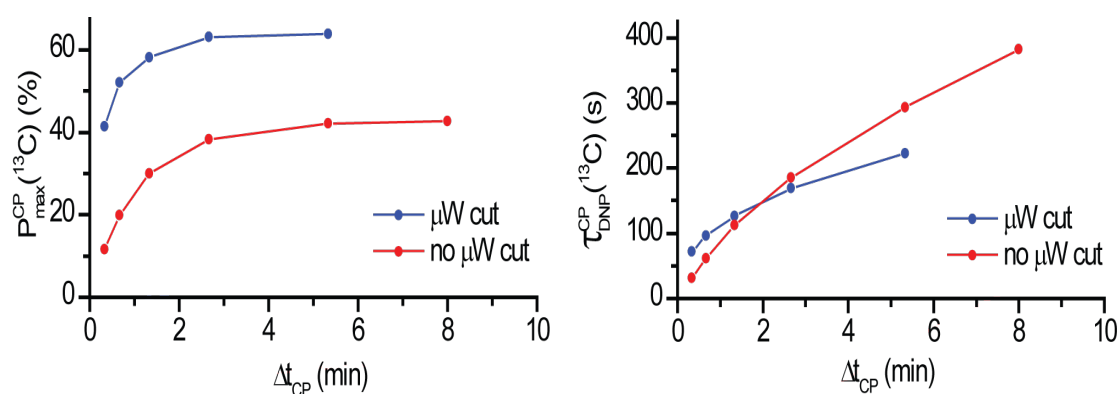 P^CP_max(¹³C) (%)
60
40
20
0
0 2 4 6 8 10
Δt_CP (min)
μW cut
no μW cut
τ^CP_DNP(¹³C) (s)
400
300
200
100
0
0 2 4 6 8 10
Δt_CP (min)
μW cut
no μW cut